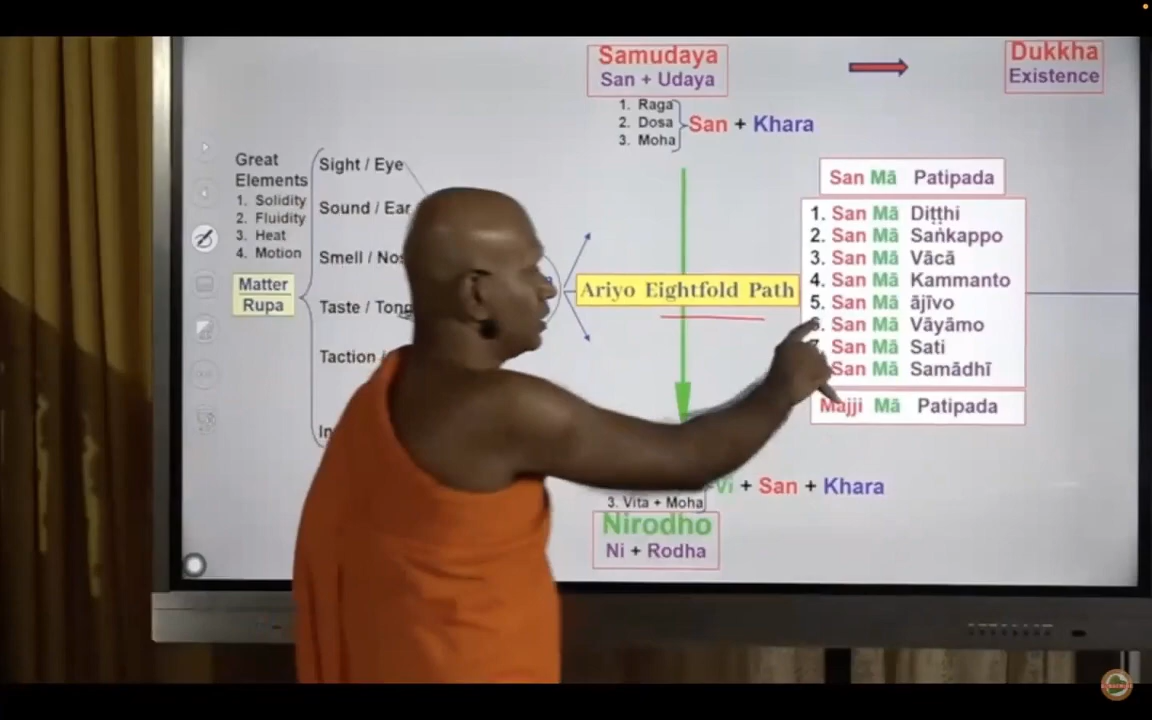 Samudaya
San + Udaya
Dukkha
Existence
1. Raga
2. Dosa
3. Moha
San + Khara
Great
Elements
1. Solidity
2. Fluidity
3. Heat
4. Motion
Matter
Rupa
Sight / Eye
Sound / Ear
Smell /
Taste /
Taction /
Ariyo Eightfold Path
San Mā Patipada
1. San Mā Diṭṭhi
2. San Mā Saṅkappo
3. San Mā Vācā
4. San Mā Kammanto
5. San Mā ājīvo
6. San Mā Vāyāmo
7. San Mā Sati
San Mā Samādhī
Majji Mā Patipada
Vi + San + Khara
3. Vita + Moha
Nirodho
Ni + Rodha